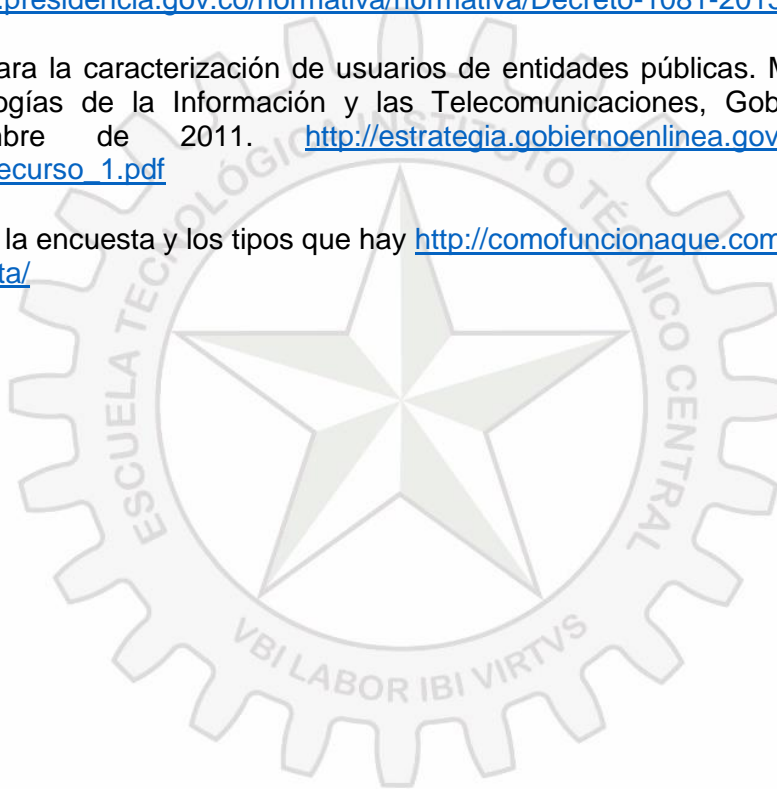 .presidencia.gov.co/normativa/normativa/Decreto-1081-2015
ara la caracterización de usuarios de entidades públicas. M
ogías de la Información y las Telecomunicaciones, Gob
mbre de 2011. http://estrategia.gobiernoenlinea.gov
ecurso_1.pdf
la encuesta y los tipos que hay http://comofuncionaque.com
ta/
ESCUELA TECNOLÓGICA INSTITUTO TÉCNICO CENTRAL
VBI LABOR IBI VIRTVS